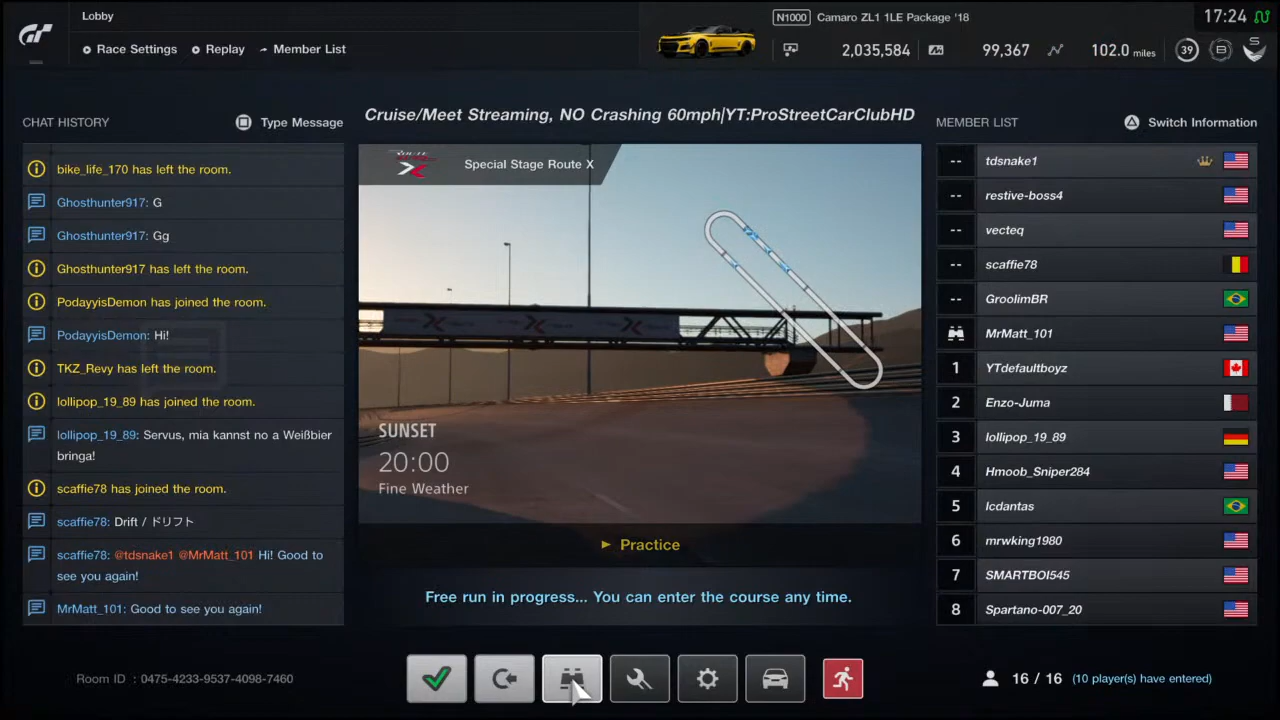 Lobby
Race Settings
Replay
Member List
N1000
Camaro ZL1 1LE Package '18
2,035,584
99,367
102.0 miles
39
B
S
17:24
CHAT HISTORY
Type Message
bike_life_170 has left the room.
Ghosthunter917: G
Ghosthunter917: Gg
Ghosthunter917 has left the room.
PodayyisDemon has joined the room.
PodayyisDemon: Hi!
TKZ_Revy has left the room.
lollipop_19_89 has joined the room.
lollipop_19_89: Servus, mia kannst no a Weißbier
bringa!
scaffie78 has joined the room.
scaffie78: Drift / ドリフト
scaffie78: @tdsnake1 @MrMatt_101 Hi! Good to
see you again!
MrMatt_101: Good to see you again!
Cruise/Meet Streaming, NO Crashing 60mph|YT:ProStreetCarClubHD
Special Stage Route X
SUNSET
20:00
Fine Weather
Practice
Free run in progress... You can enter the course any time.
MEMBER LIST
Switch Information
-- tdsnake1
-- restive-boss4
-- vecteq
-- scaffie78
-- GroolimBR
MrMatt_101
1 YTdefaultboyz
2 Enzo-Juma
3 lollipop_19_89
4 Hmoob_Sniper284
5 lcdantas
6 mrwking1980
7 SMARTBOI545
8 Spartano-007_20
Room ID : 0475-4233-9537-4098-7460
16 / 16 (10 player(s) have entered)